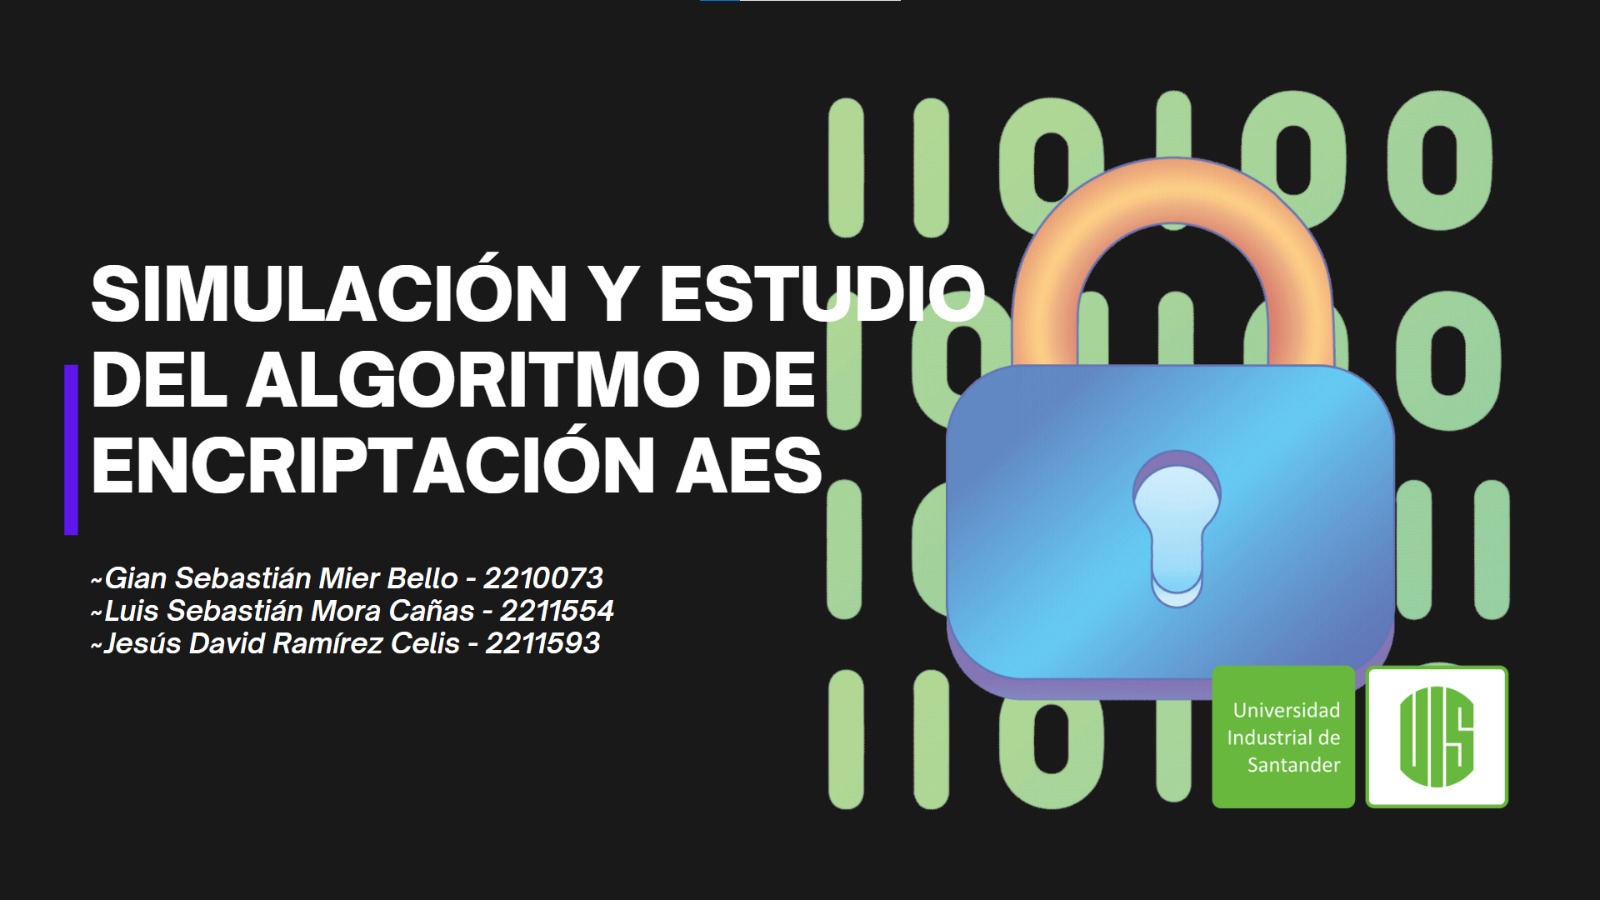 SIMULACIÓN Y ESTUDIO
DEL ALGORITMO DE
ENCRIPTACIÓN AES
~Gian Sebastián Mier Bello - 2210073
~Luis Sebastián Mora Cañas - 2211554
~Jesús David Ramírez Celis - 2211593
Universidad
Industrial de
Santander
UIS